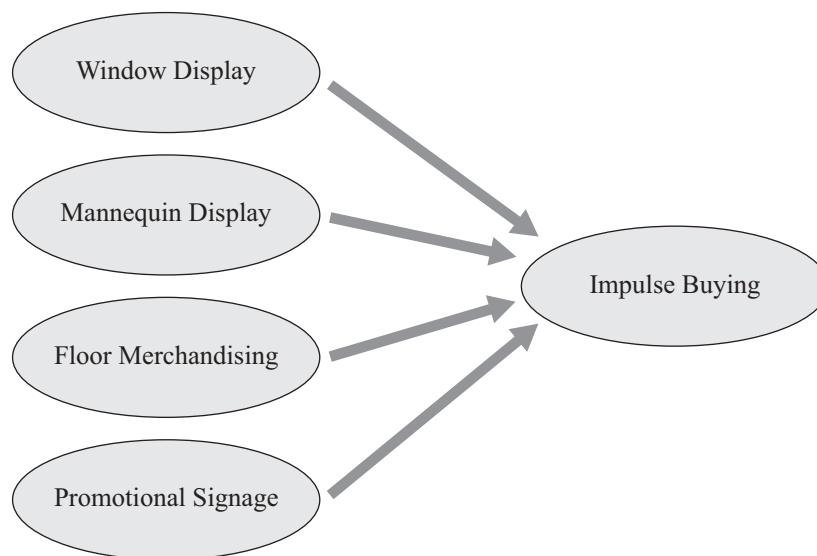 Window Display
Mannequin Display
Impulse Buying
Floor Merchandising
Promotional Signage